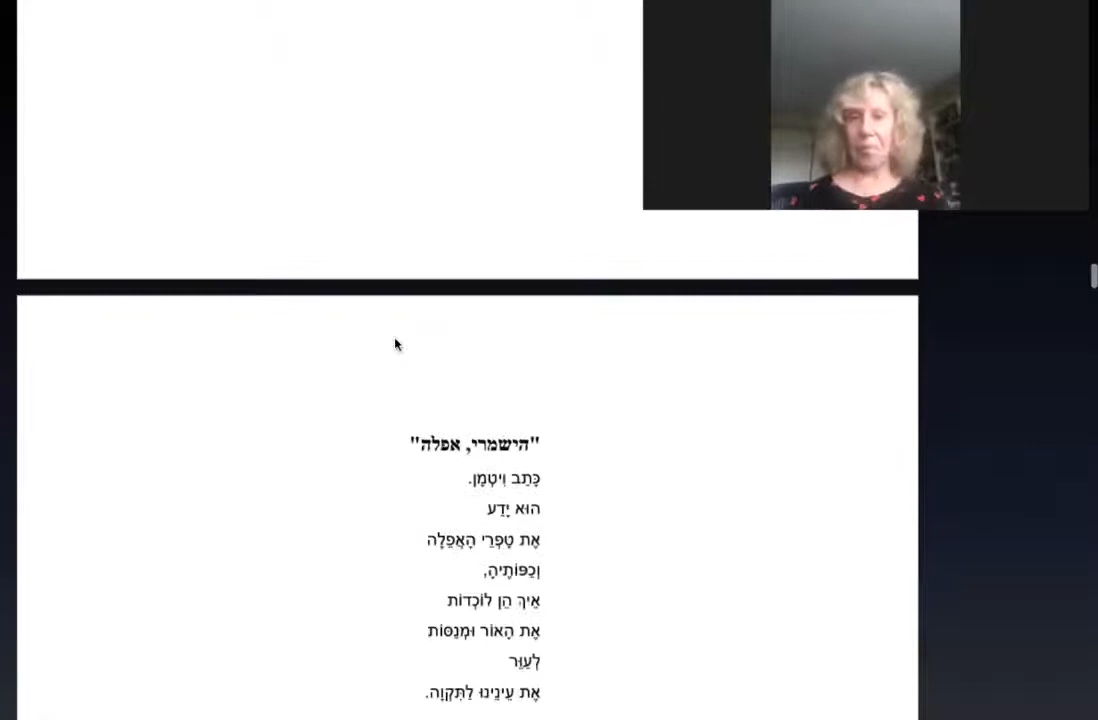 "הישמרי, אפלה"
כָּתַב וִיטְמָן.
הוּא יָדַע
אֶת טָפְרֵי הָאֲפֵלָה
וְכַפּוֹתֶיהָ,
אֵיךְ הֵן לוֹכְדוֹת
אֶת הָאוֹר וּמְנַסּוֹת
לְעַוֵּר
אֶת עֵינֵינוּ לַתִּקְוָה.